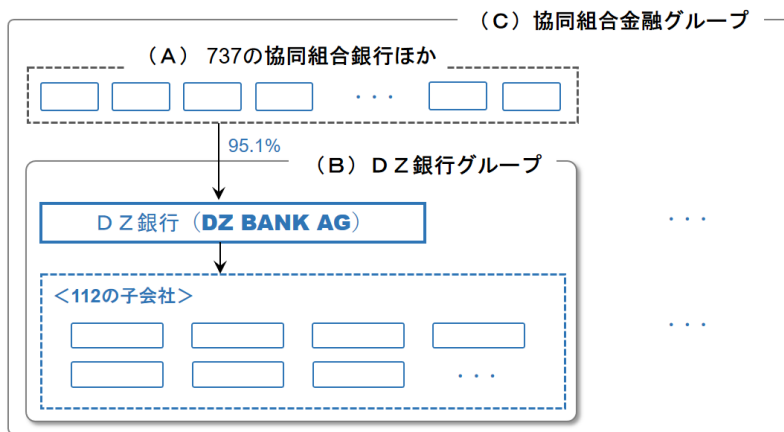 （C）協同組合金融グループ
（A） 737の協同組合銀行ほか
・・・
95.1%
（B）ＤＺ銀行グループ
ＤＺ銀行（DZ BANK AG）
・・・
＜112の子会社＞
・・・
・・・